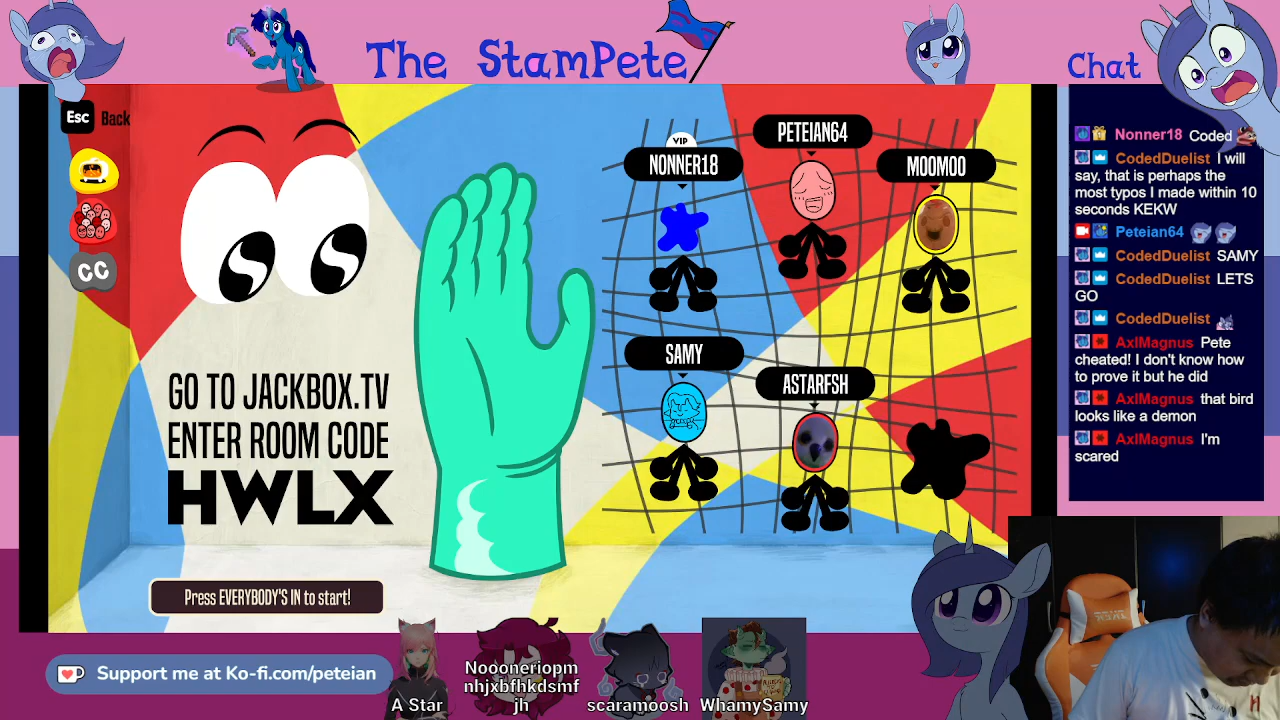 The StamPete
Chat
Esc
Back
CC
GO TO JACKBOX.TV
ENTER ROOM CODE
HWLX
Press EVERYBODY'S IN to start!
VIP
NONNER18
PETEIAN64
MOOMOO
SAMY
ASTARFSH
Nonner18 Coded
CodedDuelist I will
say, that is perhaps the
most typos I made within 10
seconds KEKW
Peteian64
CodedDuelist SAMY
CodedDuelist LETS
GO
CodedDuelist
AxlMagnus Pete
cheated! I don't know how
to prove it but he did
AxlMagnus that bird
looks like a demon
AxlMagnus I'm
scared
Support me at Ko-fi.com/peteian
A Star
Noooneriopm
nhjxbfhkdsmf
jh
scaramoosh
WhamySamy